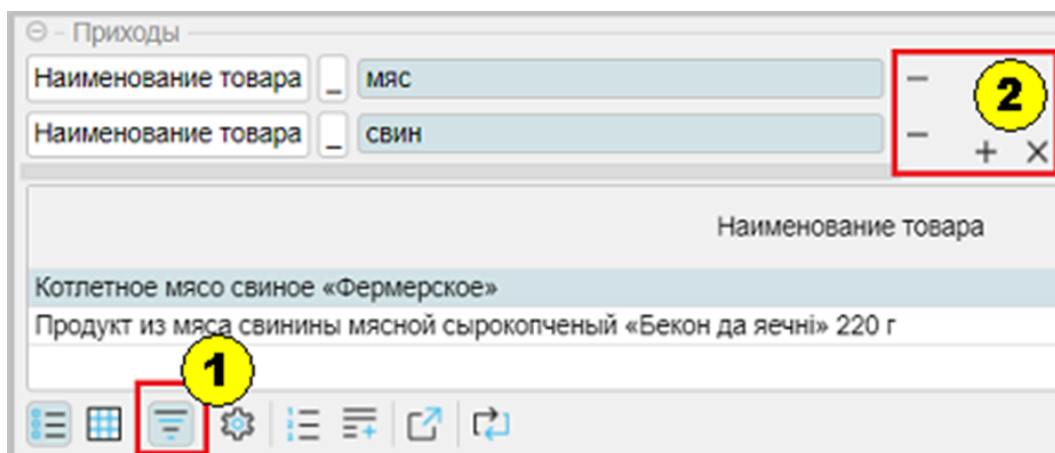 Приходы
Наименование товара _ мяс
Наименование товара _ свин
2
Наименование товара
Котлетное мясо свиное «Фермерское»
Продукт из мяса свинины мясной сырокопченый «Бекон да яечні» 220 г
1